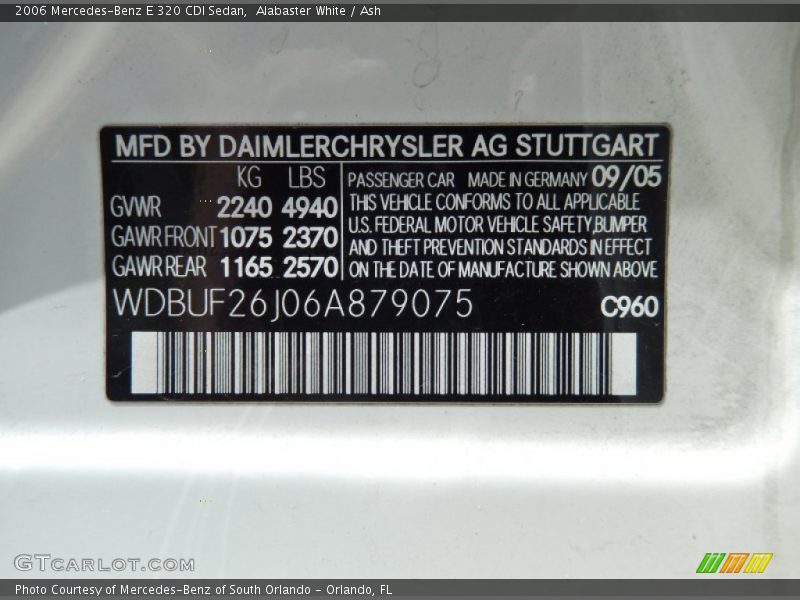 2006 Mercedes-Benz E 320 CDI Sedan,  Alabaster White / Ash
MFD BY DAIMLERCHRYSLER AG STUTTGART
KG LBS
GVWR 2240 4940
GAWR FRONT 1075 2370
GAWR REAR 1165 2570
PASSENGER CAR MADE IN GERMANY 09/05
THIS VEHICLE CONFORMS TO ALL APPLICABLE
U.S. FEDERAL MOTOR VEHICLE SAFETY,BUMPER
AND THEFT PREVENTION STANDARDS IN EFFECT
ON THE DATE OF MANUFACTURE SHOWN ABOVE
WDBUF26J06A879075 C960
GTCARLOT.COM
Photo Courtesy of Mercedes-Benz of South Orlando - Orlando, FL